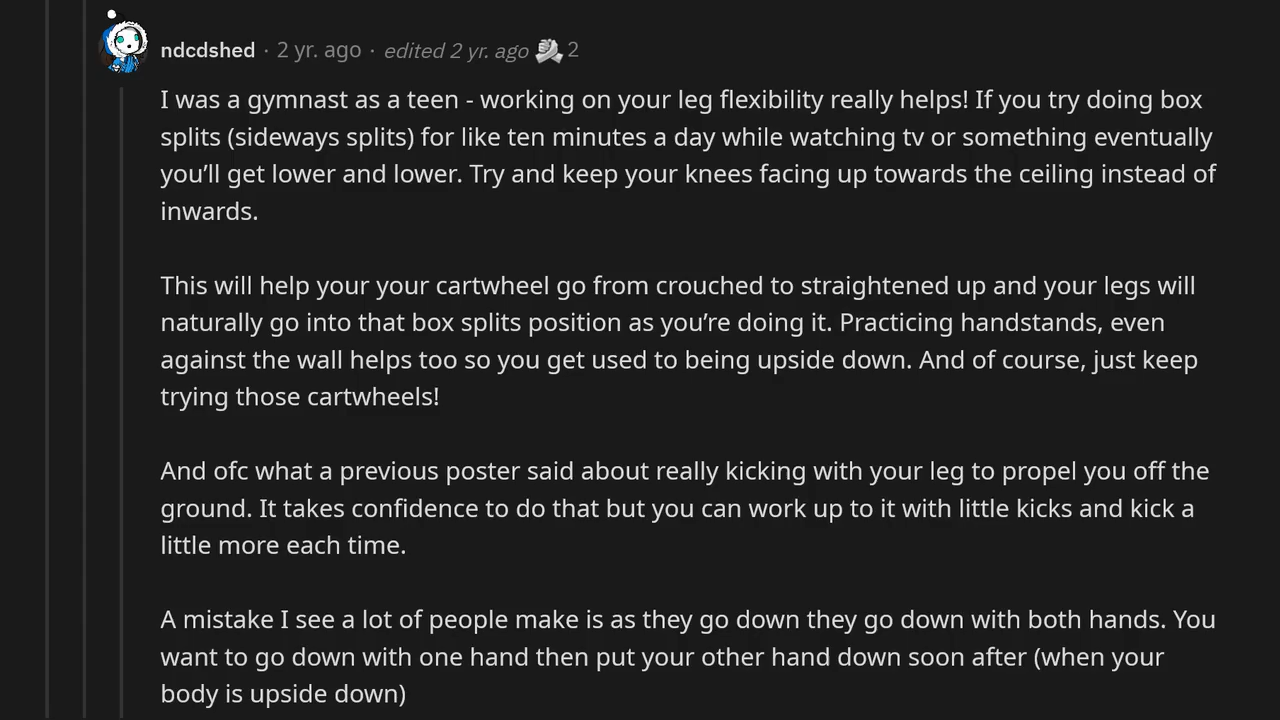 ndcdshed · 2 yr. ago · edited 2 yr. ago 2
I was a gymnast as a teen - working on your leg flexibility really helps! If you try doing box
splits (sideways splits) for like ten minutes a day while watching tv or something eventually
you’ll get lower and lower. Try and keep your knees facing up towards the ceiling instead of
inwards.
This will help your your cartwheel go from crouched to straightened up and your legs will
naturally go into that box splits position as you’re doing it. Practicing handstands, even
against the wall helps too so you get used to being upside down. And of course, just keep
trying those cartwheels!
And ofc what a previous poster said about really kicking with your leg to propel you off the
ground. It takes confidence to do that but you can work up to it with little kicks and kick a
little more each time.
A mistake I see a lot of people make is as they go down they go down with both hands. You
want to go down with one hand then put your other hand down soon after (when your
body is upside down)